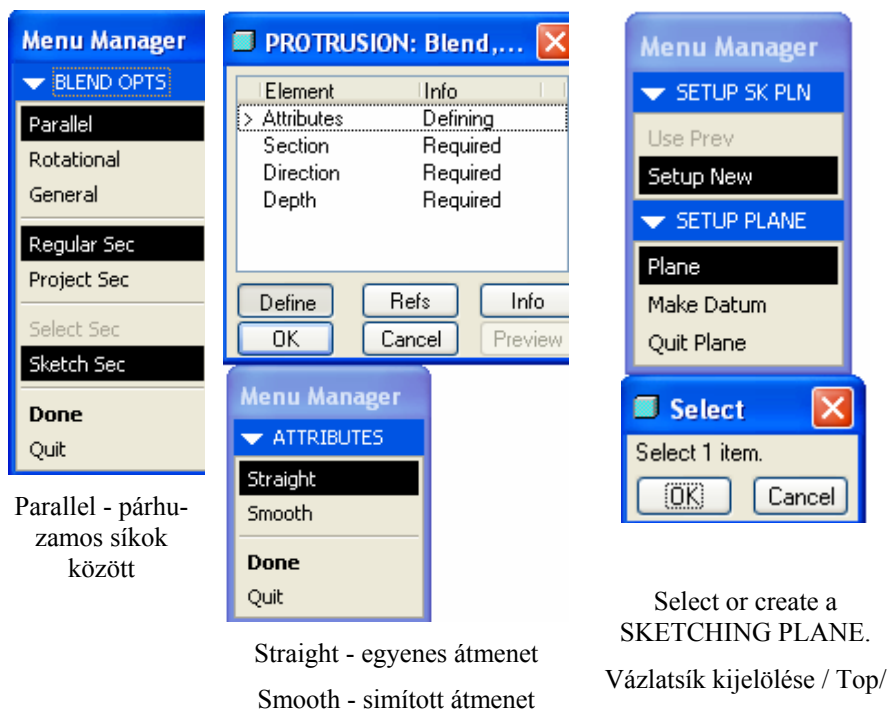 Menu Manager
BLEND OPTS
Parallel
Rotational
General
Regular Sec
Project Sec
Select Sec
Sketch Sec
Done
Quit
Parallel - párhu-
zamos síkok
között
PROTRUSION: Blend,...
Element Info
> Attributes Defining
Section Required
Direction Required
Depth Required
Define Refs Info
OK Cancel Preview
Menu Manager
ATTRIBUTES
Straight
Smooth
Done
Quit
Straight - egyenes átmenet
Smooth - simított átmenet
Menu Manager
SETUP SK PLN
Use Prev
Setup New
SETUP PLANE
Plane
Make Datum
Quit Plane
Select
Select 1 item.
OK Cancel
Select or create a
SKETCHING PLANE.
Vázlatsík kijelölése / Top/